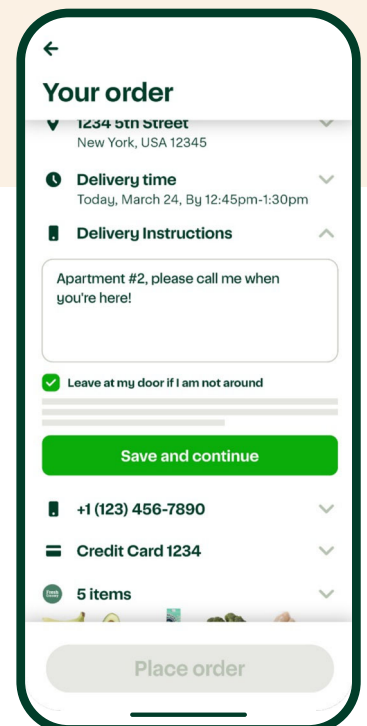 Your order
1234 5th Street
New York, USA 12345
Delivery time
Today, March 24, By 12:45pm-1:30pm
Delivery Instructions
Apartment #2, please call me when
you're here!
Leave at my door if I am not around
Save and continue
+1 (123) 456-7890
Credit Card 1234
5 items
Place order